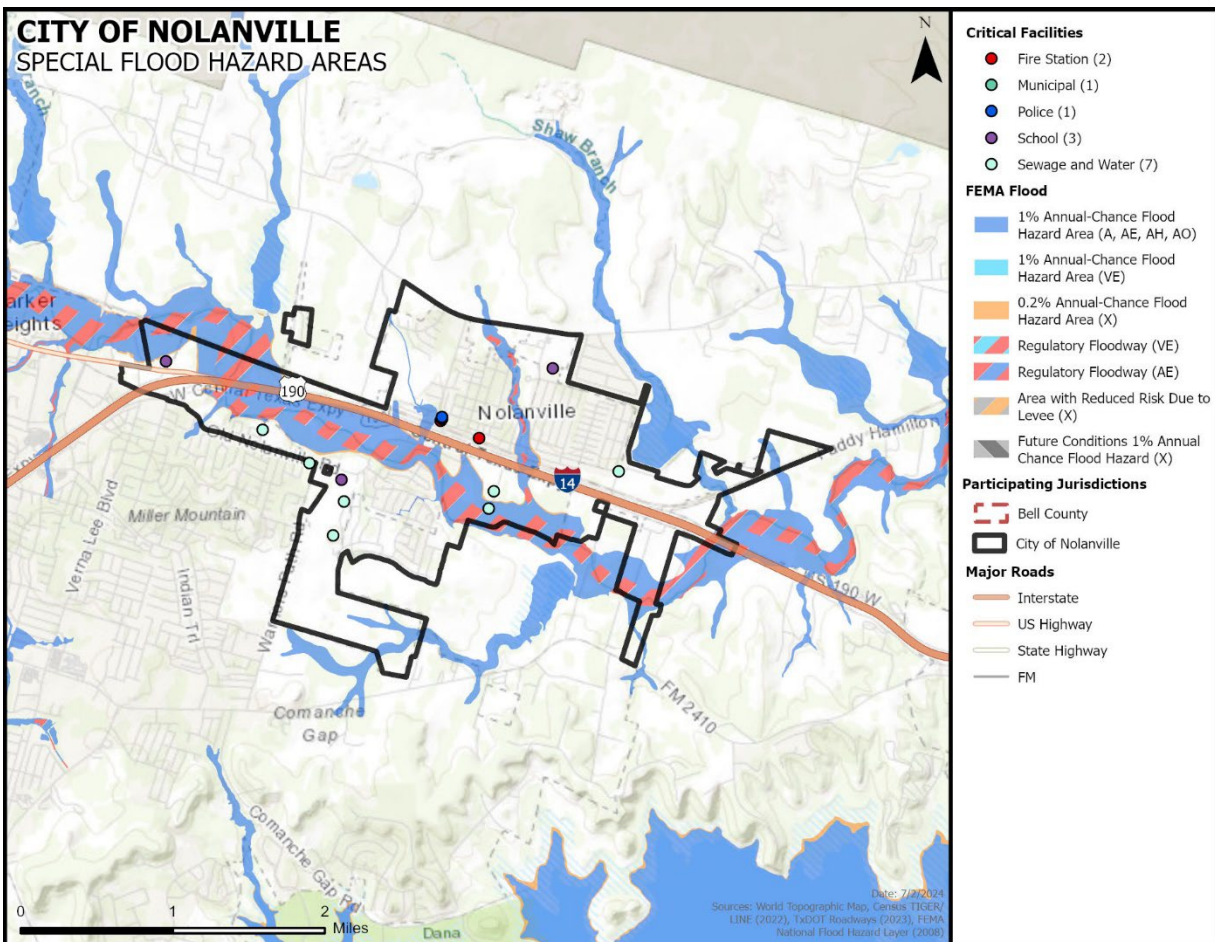 CITY OF NOLANVILLE
SPECIAL FLOOD HAZARD AREAS
N
Branch
Shaw Branch
arker
eights
190
W Central Texas Expy
Old Nolanville Rd
Nolanville
14
Paddy Hamilton
US 190 W
Miller Mountain
Verna Lee Blvd
Indian Trl
Comanche
Gap
FM 2410
Comanche Gap Rd
Dana
0 1 2
Miles
Date: 7/2/2024
Sources: World Topographic Map, Census TIGER/
LINE (2022), TxDOT Roadways (2023), FEMA
National Flood Hazard Layer (2008)
Critical Facilities
Fire Station (2)
Municipal (1)
Police (1)
School (3)
Sewage and Water (7)
FEMA Flood
1% Annual-Chance Flood
Hazard Area (A, AE, AH, AO)
1% Annual-Chance Flood
Hazard Area (VE)
0.2% Annual-Chance Flood
Hazard Area (X)
Regulatory Floodway (VE)
Regulatory Floodway (AE)
Area with Reduced Risk Due to
Levee (X)
Future Conditions 1% Annual
Chance Flood Hazard (X)
Participating Jurisdictions
Bell County
City of Nolanville
Major Roads
Interstate
US Highway
State Highway
FM